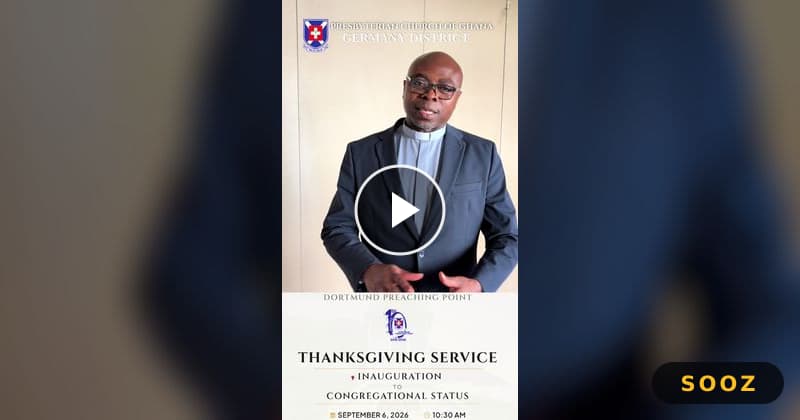 PRESBYTERIAN CHURCH OF GHANA
GERMANY DISTRICT
DORTMUND PREACHING POINT
THANKSGIVING SERVICE
INAUGURATION
TO
CONGREGATIONAL STATUS
SEPTEMBER 6, 2026 10:30 AM
SOOZ